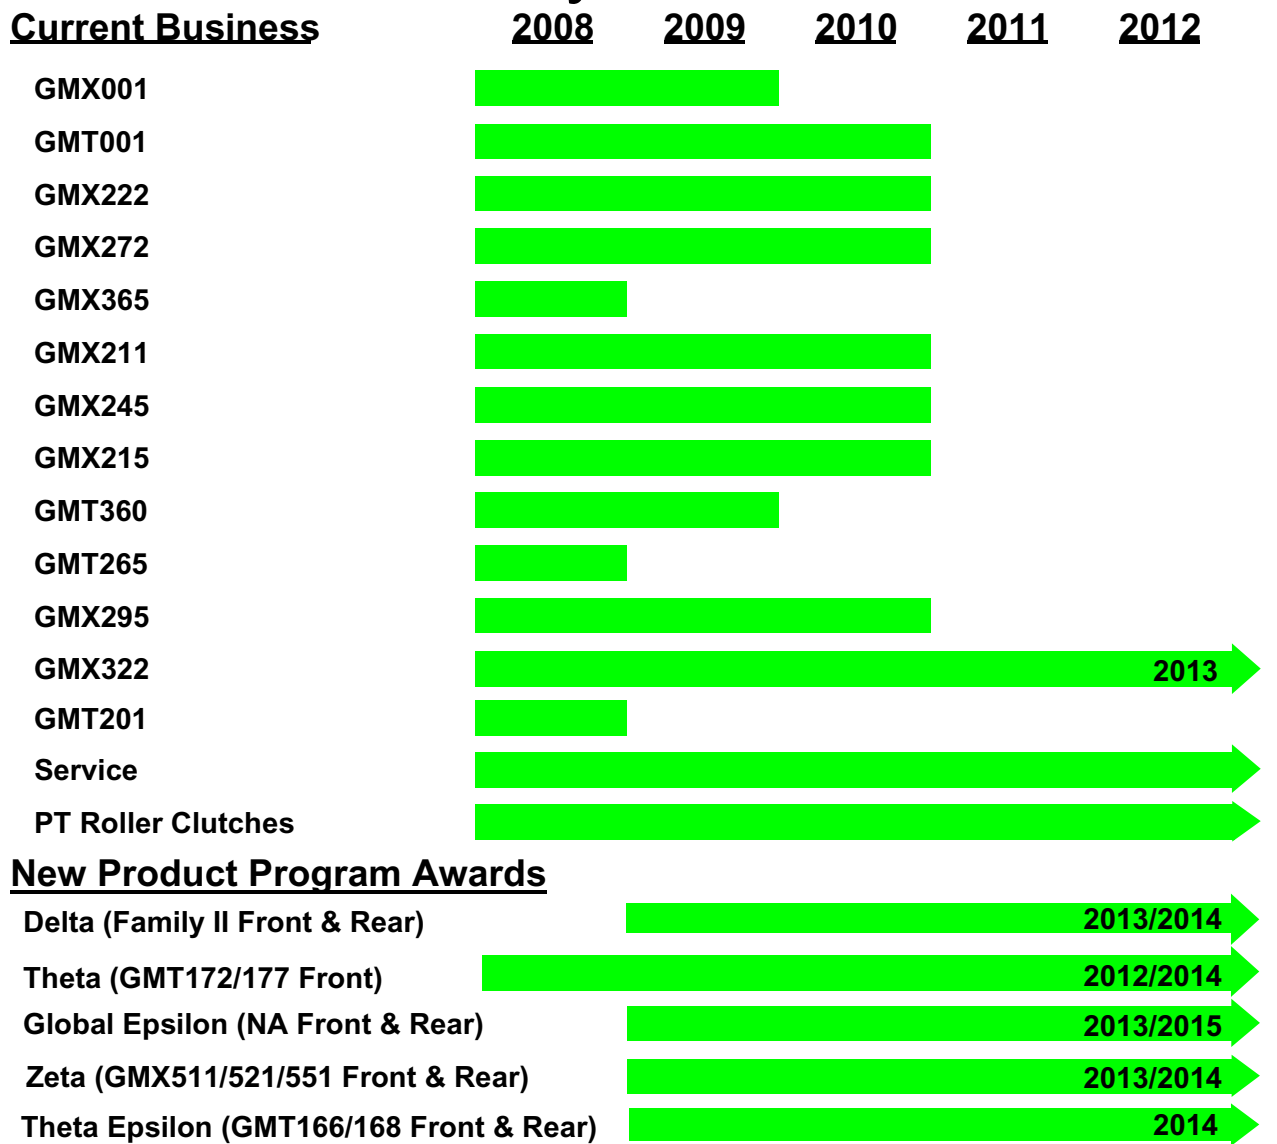 Current Business 2008 2009 2010 2011 2012
GMX001
GMT001
GMX222
GMX272
GMX365
GMX211
GMX245
GMX215
GMT360
GMT265
GMX295
GMX322 2013
GMT201
Service
PT Roller Clutches
New Product Program Awards
Delta (Family II Front & Rear) 2013/2014
Theta (GMT172/177 Front) 2012/2014
Global Epsilon (NA Front & Rear) 2013/2015
Zeta (GMX511/521/551 Front & Rear) 2013/2014
Theta Epsilon (GMT166/168 Front & Rear) 2014